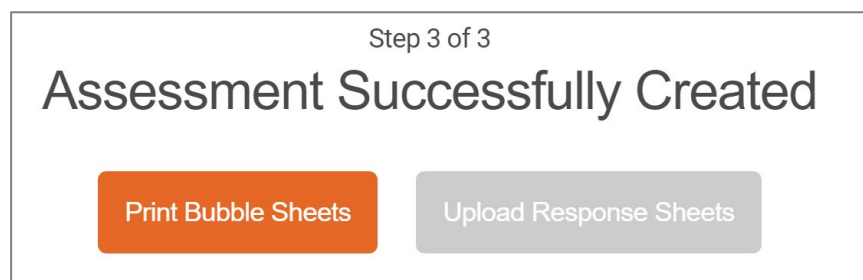 Step 3 of 3
Assessment Successfully Created
Print Bubble Sheets
Upload Response Sheets